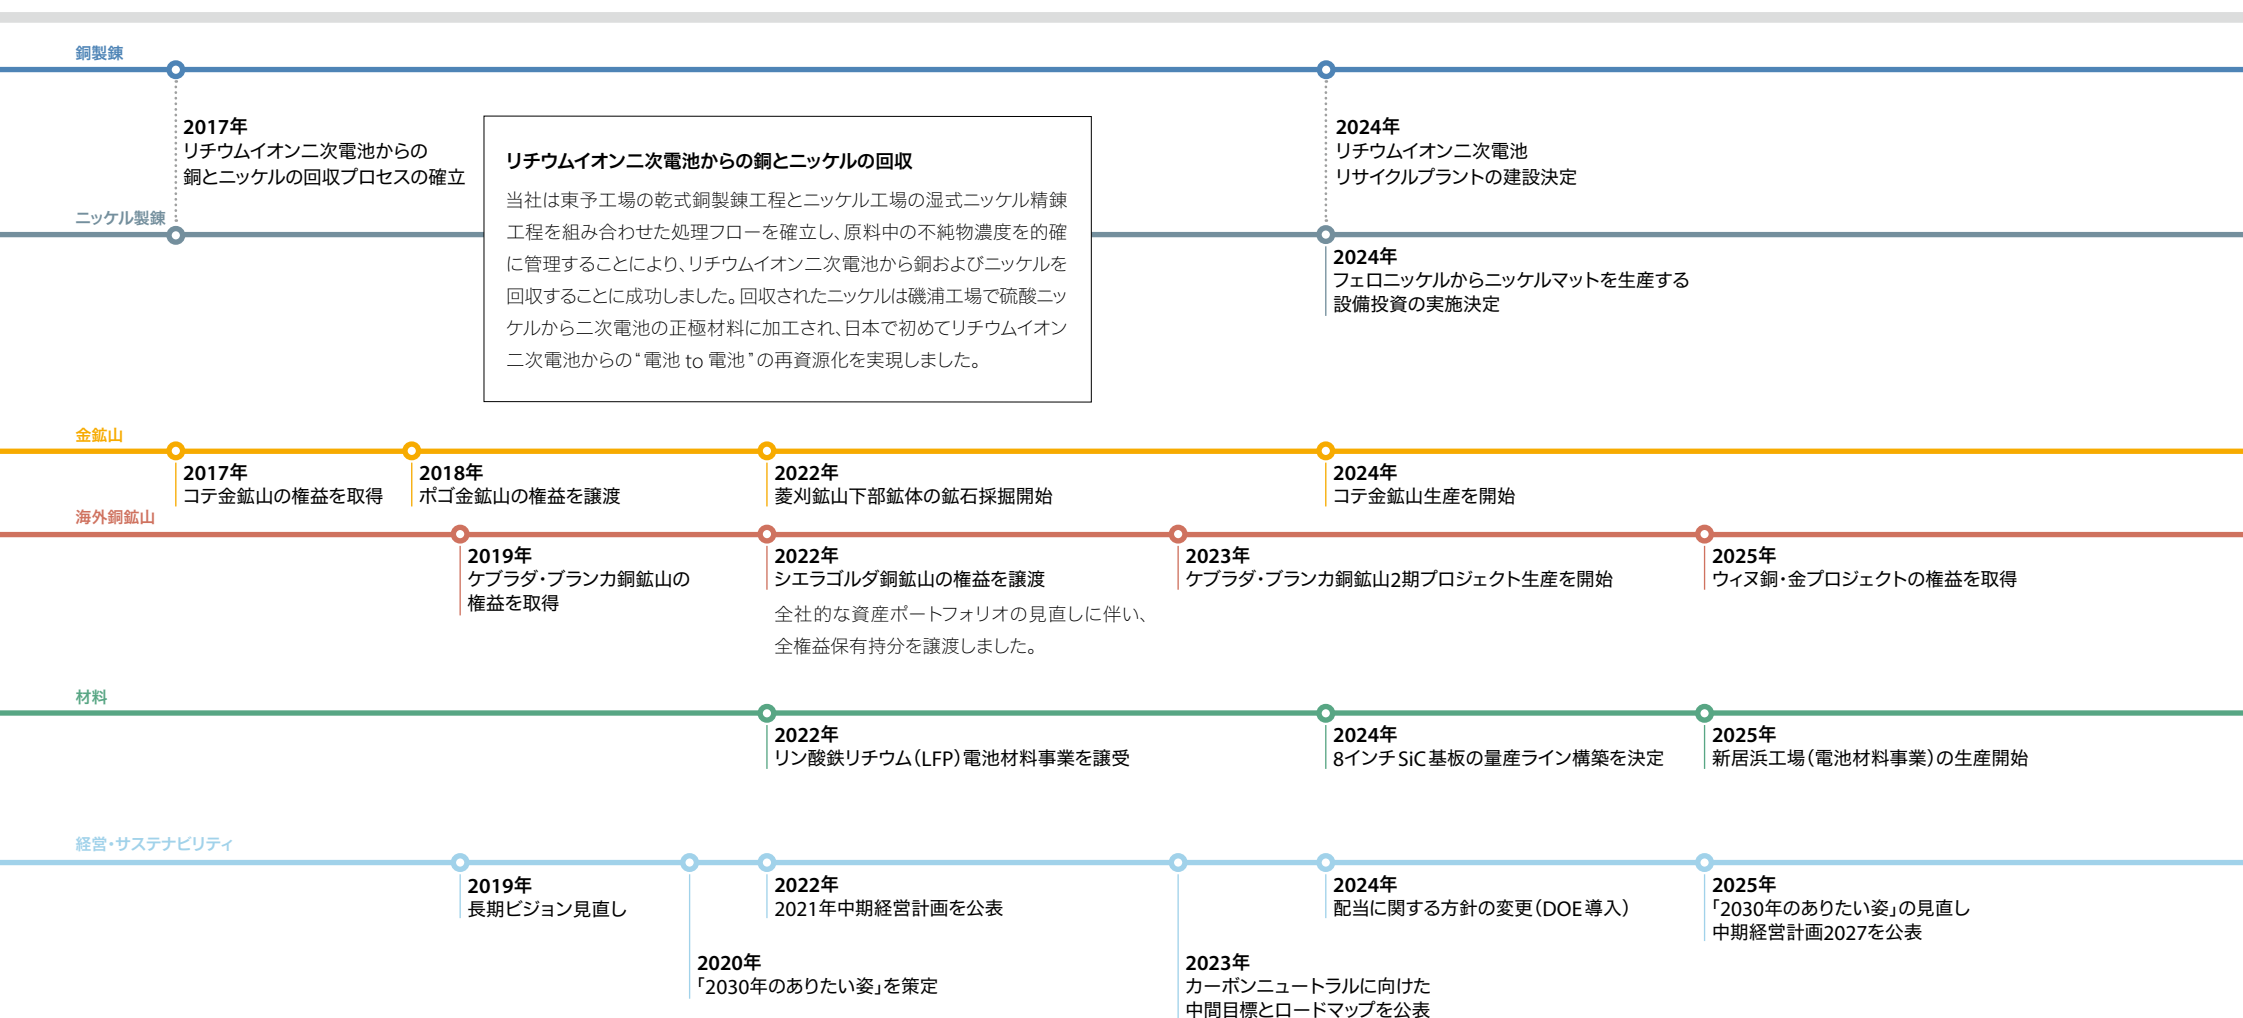 銅製錬
2017年
リチウムイオン二次電池からの
銅とニッケルの回収プロセスの確立
リチウムイオン二次電池からの銅とニッケルの回収
当社は東予工場の乾式銅製錬工程とニッケル工場の湿式ニッケル精錬
工程を組み合わせた処理フローを確立し、原料中の不純物濃度を的確
に管理することにより、リチウムイオン二次電池から銅およびニッケルを
回収することに成功しました。回収されたニッケルは磯浦工場で硫酸ニッ
ケルから二次電池の正極材料に加工され、日本で初めてリチウムイオン
二次電池からの“電池 to 電池”の再資源化を実現しました。
2024年
リチウムイオン二次電池
リサイクルプラントの建設決定
ニッケル製錬
2024年
フェロニッケルからニッケルマットを生産する
設備投資の実施決定
金鉱山
2017年
コテ金鉱山の権益を取得
2018年
ポゴ金鉱山の権益を譲渡
2022年
菱刈鉱山下部鉱体の鉱石採掘開始
2024年
コテ金鉱山生産を開始
海外銅鉱山
2019年
ケブラダ・ブランカ銅鉱山の
権益を取得
2022年
シエラゴルダ銅鉱山の権益を譲渡
全社的な資産ポートフォリオの見直しに伴い、
全権益保有持分を譲渡しました。
2023年
ケブラダ・ブランカ銅鉱山2期プロジェクト生産を開始
2025年
ウィヌ銅・金プロジェクトの権益を取得
材料
2022年
リン酸鉄リチウム(LFP)電池材料事業を譲受
2024年
8インチSiC基板の量産ライン構築を決定
2025年
新居浜工場(電池材料事業)の生産開始
経営・サステナビリティ
2019年
長期ビジョン見直し
2020年
「2030年のありたい姿」を策定
2022年
2021年中期経営計画を公表
2023年
カーボンニュートラルに向けた
中間目標とロードマップを公表
2024年
配当に関する方針の変更(DOE導入)
2025年
「2030年のありたい姿」の見直し
中期経営計画2027を公表